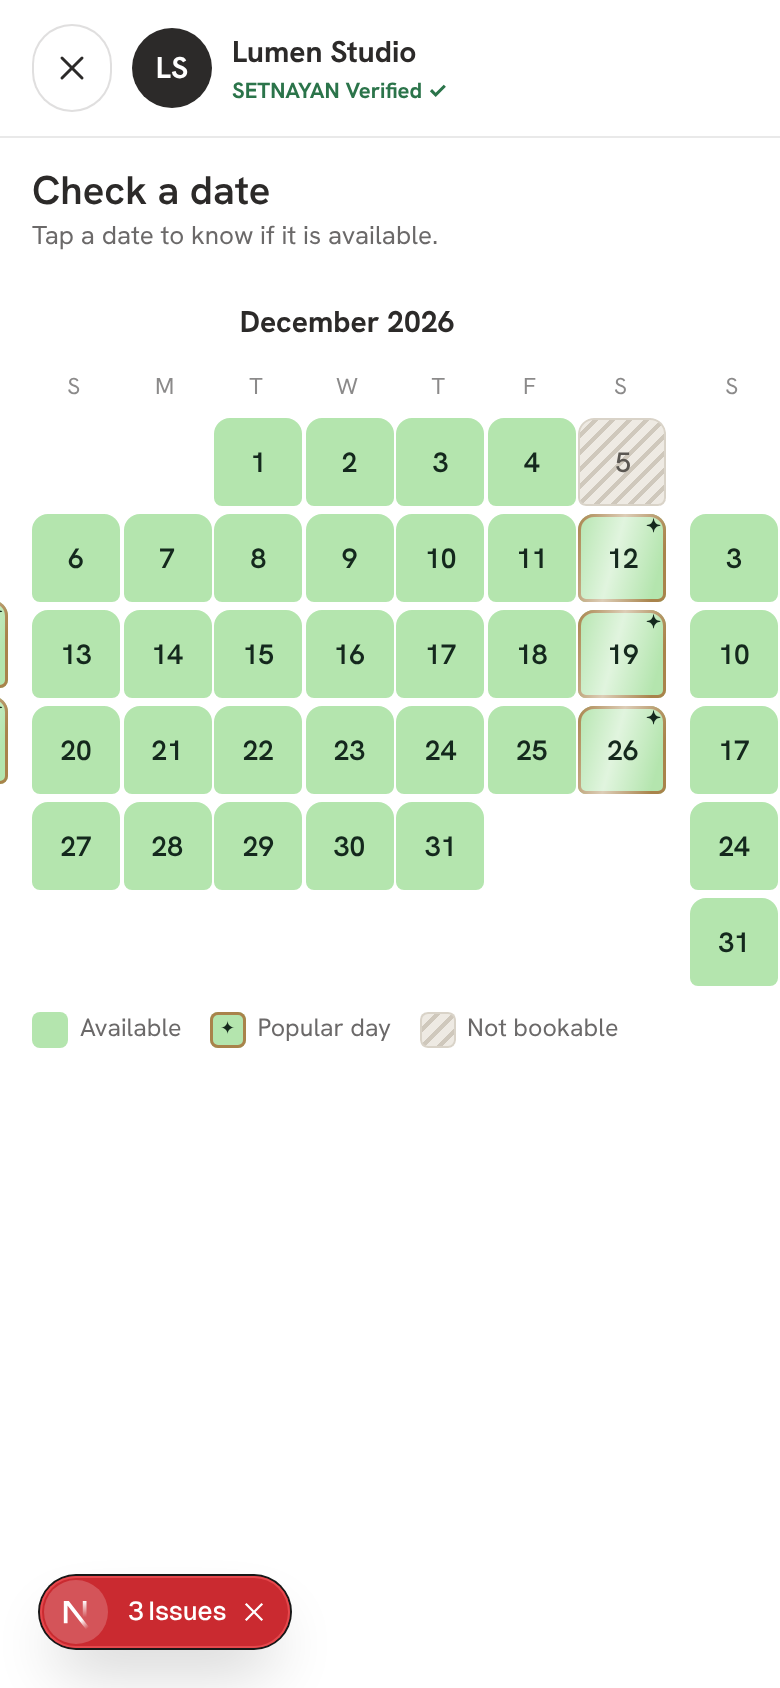 LS
Lumen Studio
SETNAYAN Verified ✓
Check a date
Tap a date to know if it is available.
December 2026
S M T W T F S S
1 2 3 4 5
6 7 8 9 10 11 12 3
13 14 15 16 17 18 19 10
20 21 22 23 24 25 26 17
27 28 29 30 31 24
31
Available Popular day Not bookable
N 3 Issues